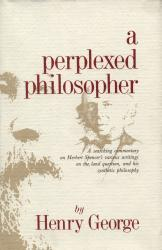 a
perplexed
philosopher
A searching commentary
on Herbert Spencer's various writings
on the land question, and his
synthetic philosophy
by
Henry George